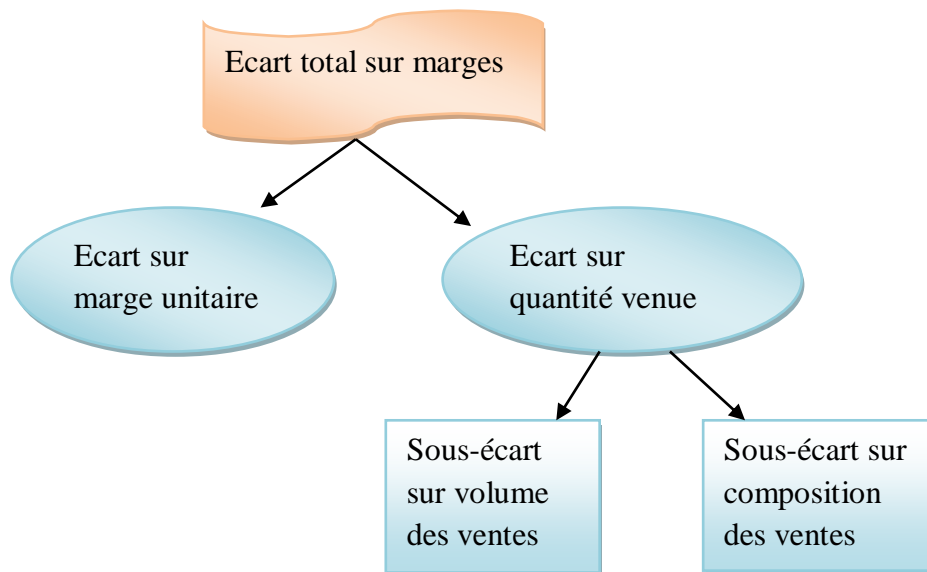 Ecart total sur marges
Ecart sur
marge unitaire
Ecart sur
quantité venue
Sous-écart
sur volume
des ventes
Sous-écart sur
composition
des ventes